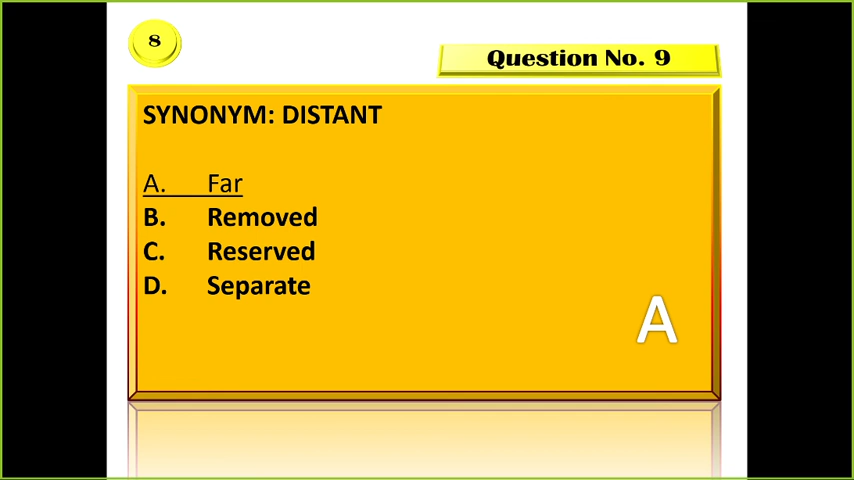 8
Question No. 9
SYNONYM: DISTANT
A. Far
B. Removed
C. Reserved
D. Separate
A